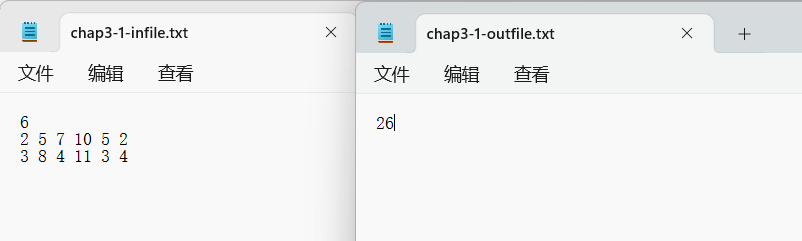 chap3-1-infile.txt
文件 编辑 查看
6
2 5 7 10 5 2
3 8 4 11 3 4
chap3-1-outfile.txt
文件 编辑 查看
26